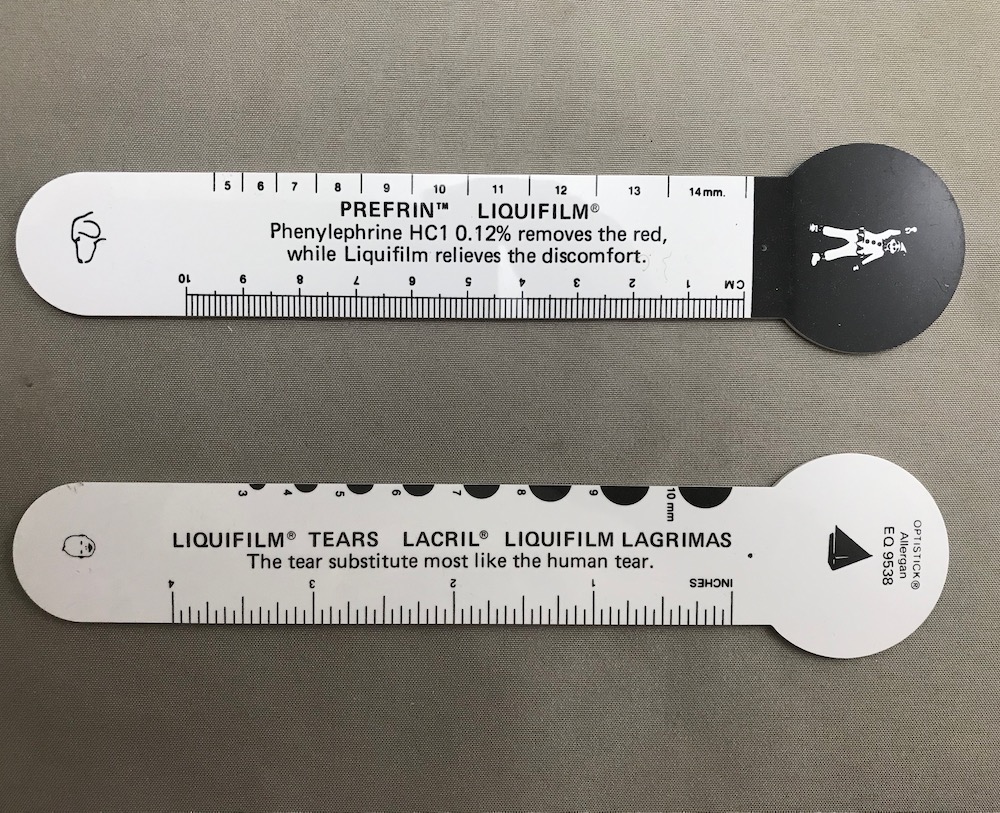 5 6 7 8 9 10 11 12 13 14 mm.
PREFRIN™ LIQUIFILM®
Phenylephrine HC1 0.12% removes the red,
while Liquifilm relieves the discomfort.
10 9 8 7 6 5 4 3 2 1 CM
3 4 5 6 7 8 9 10 mm
LIQUIFILM® TEARS LACRIL® LIQUIFILM LAGRIMAS
The tear substitute most like the human tear.
4 3 2 1 INCHES
OPTISTICK®
Allergan
EQ 9538